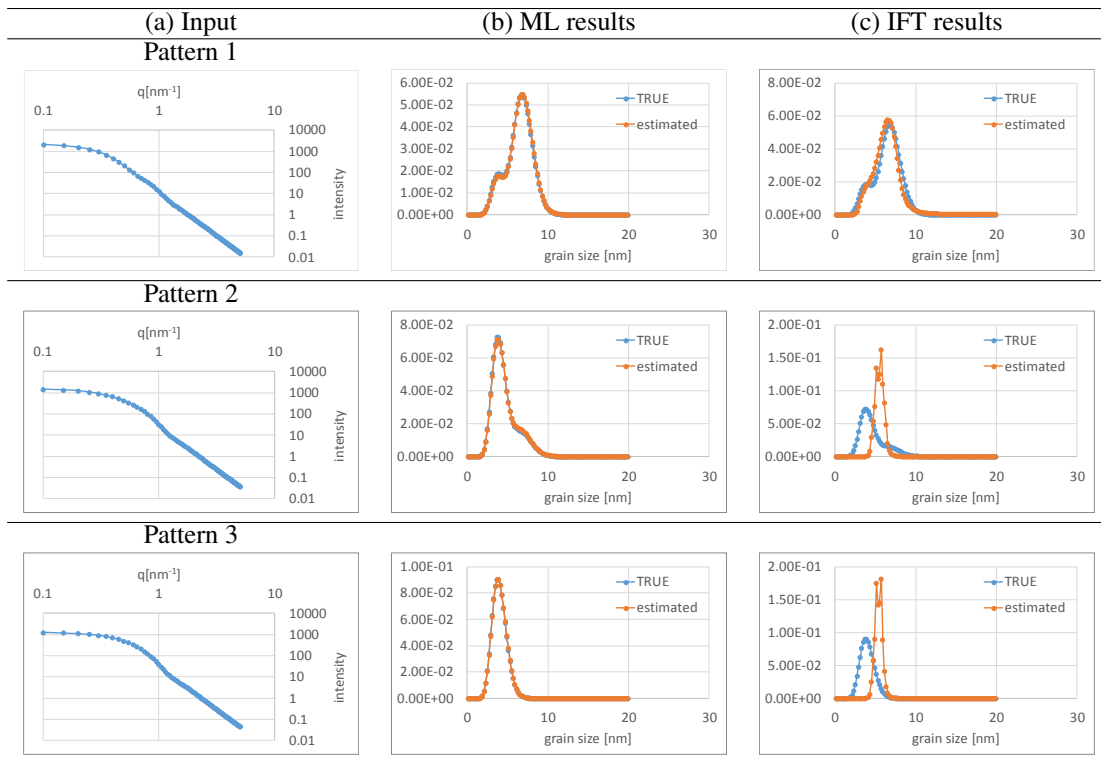 (a) Input
(b) ML results
(c) IFT results
Pattern 1
q[nm⁻¹]
0.1 1 10
10000
1000
100
10
1
0.1
0.01
intensity
6.00E-02
5.00E-02
4.00E-02
3.00E-02
2.00E-02
1.00E-02
0.00E+00
TRUE
estimated
0 10 20 30
grain size [nm]
8.00E-02
6.00E-02
4.00E-02
2.00E-02
0.00E+00
TRUE
estimated
0 10 20 30
grain size [nm]
Pattern 2
q[nm⁻¹]
0.1 1 10
10000
1000
100
10
1
0.1
0.01
intensity
8.00E-02
6.00E-02
4.00E-02
2.00E-02
0.00E+00
TRUE
estimated
0 10 20 30
grain size [nm]
2.00E-01
1.50E-01
1.00E-01
5.00E-02
0.00E+00
TRUE
estimated
0 10 20 30
grain size [nm]
Pattern 3
q[nm⁻¹]
0.1 1 10
10000
1000
100
10
1
0.1
0.01
intensity
1.00E-01
8.00E-02
6.00E-02
4.00E-02
2.00E-02
0.00E+00
TRUE
estimated
0 10 20 30
grain size [nm]
2.00E-01
1.50E-01
1.00E-01
5.00E-02
0.00E+00
TRUE
estimated
0 10 20 30
grain size [nm]